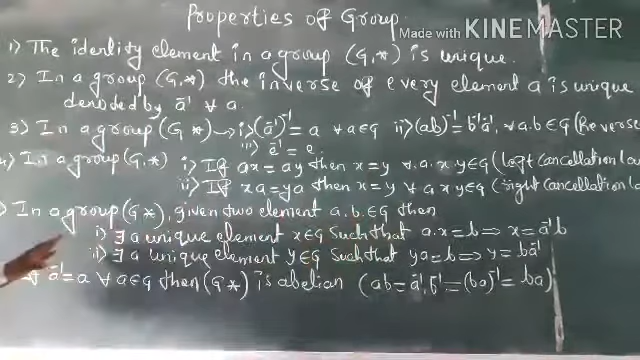 Properties of Group
Made with KINEMASTER
1) The identity element in a group (G,*) is unique.
2) In a group (G,*) the inverse of every element a is unique
denoted by a⁻¹ ∀ a.
3) In a group (G *) → i) (a⁻¹)⁻¹ = a ∀ a∈G ii) (ab)⁻¹ = b⁻¹a⁻¹, ∀ a.b∈G (Reverse
iii) e⁻¹ = e.
4) In a group (G,*) i) If ax = ay then x = y ∀ a.x y∈G (left cancellation la
ii) If xa = ya then x = y ∀ a x y∈G (right cancellation la
) In a group (G *), given two element a.b.∈G then
i) ∃ a unique element x∈G such that a.x = b ⇒ x = a⁻¹b
ii) ∃ a unique element y∈G such that ya = b ⇒ y = ba⁻¹
If a⁻¹ = a ∀ a∈G then (G *) is abelian (ab = a⁻¹.b⁻¹ = (ba)⁻¹ = ba)